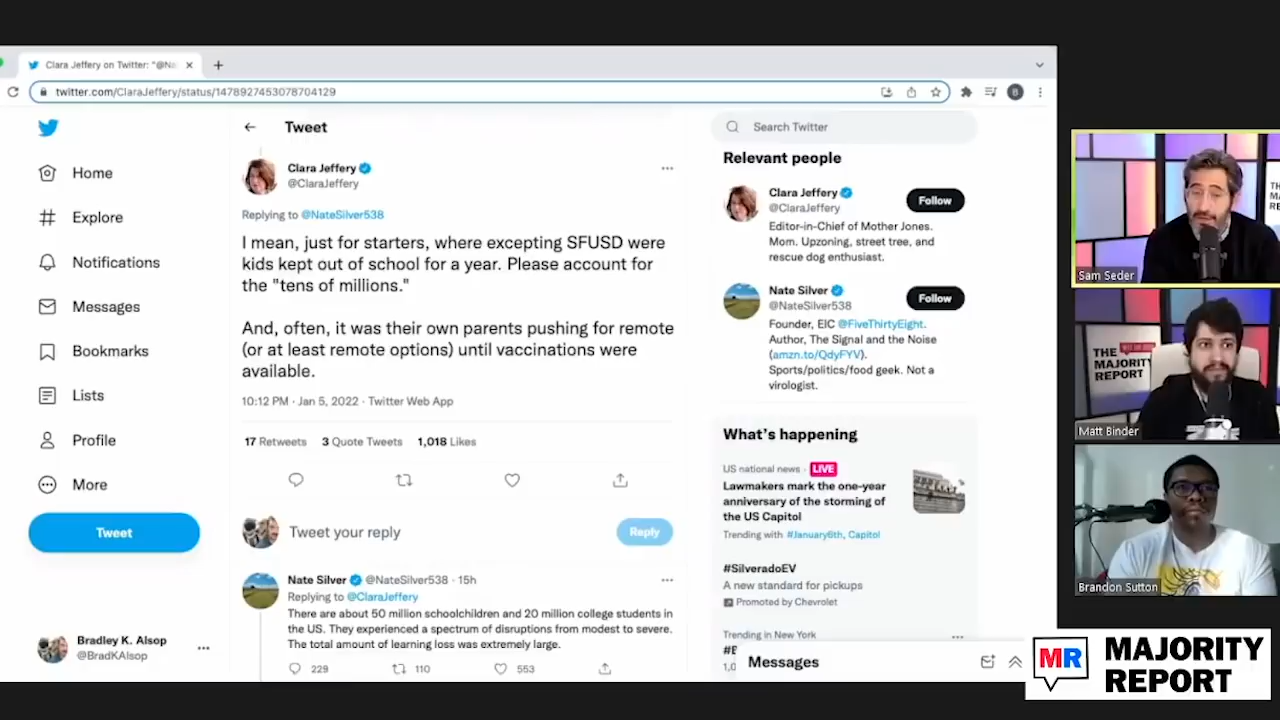 Clara Jeffery on Twitter: "@Na
twitter.com/ClaraJeffery/status/1478927453078704129
B
Home
Explore
Notifications
Messages
Bookmarks
Lists
Profile
More
Tweet
Bradley K. Alsop
@BradKAlsop
Tweet
Clara Jeffery
@ClaraJeffery
Replying to @NateSilver538
I mean, just for starters, where excepting SFUSD were
kids kept out of school for a year. Please account for
the "tens of millions."
And, often, it was their own parents pushing for remote
(or at least remote options) until vaccinations were
available.
10:12 PM · Jan 5, 2022 · Twitter Web App
17 Retweets 3 Quote Tweets 1,018 Likes
Tweet your reply
Reply
Nate Silver @NateSilver538 · 15h
Replying to @ClaraJeffery
There are about 50 million schoolchildren and 20 million college students in
the US. They experienced a spectrum of disruptions from modest to severe.
The total amount of learning loss was extremely large.
229 110 553
Search Twitter
Relevant people
Clara Jeffery
@ClaraJeffery
Follow
Editor-in-Chief of Mother Jones.
Mom. Upzoning, street tree, and
rescue dog enthusiast.
Nate Silver
@NateSilver538
Follow
Founder, EIC @FiveThirtyEight.
Author, The Signal and the Noise
(amzn.to/QdyFYV).
Sports/politics/food geek. Not a
virologist.
What's happening
US national news · LIVE
Lawmakers mark the one-year
anniversary of the storming of
the US Capitol
Trending with #January6th, Capitol
#SilveradoEV
A new standard for pickups
Promoted by Chevrolet
Trending in New York
Messages
Sam Seder
THE
MAJORITY
REPORT
Matt Binder
Brandon Sutton
MR
MAJORITY
REPORT